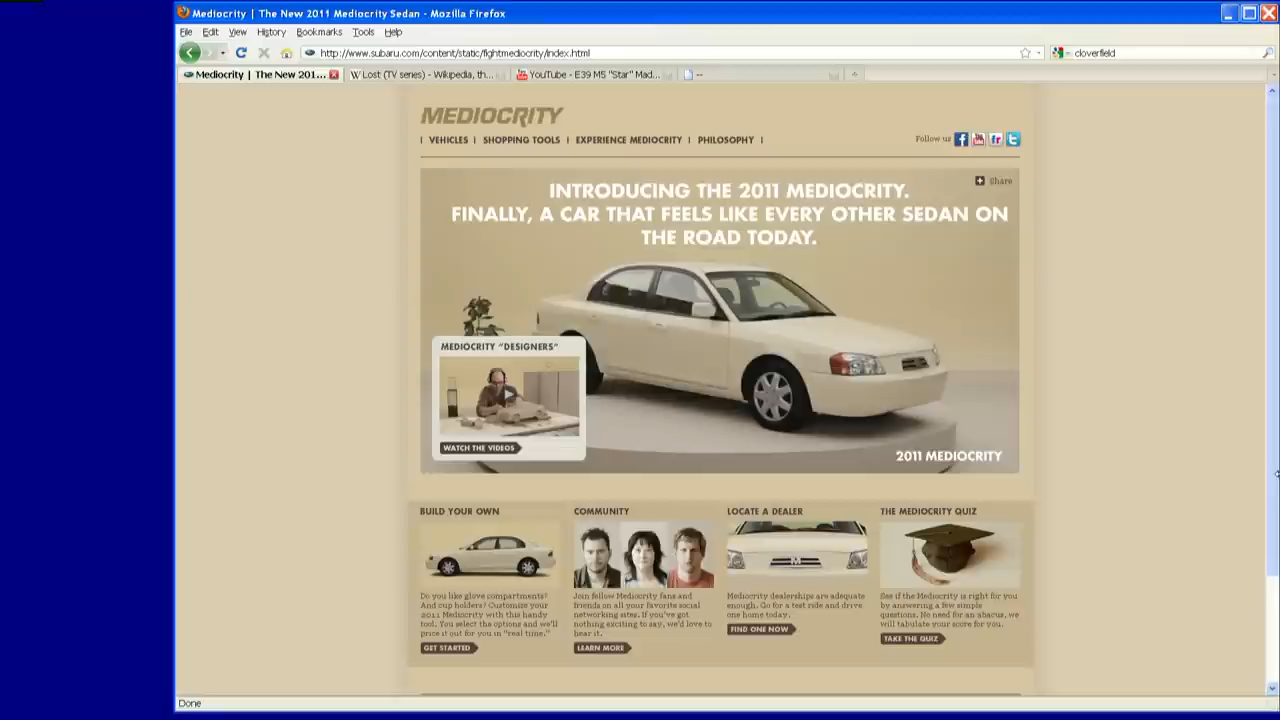 Mediocrity | The New 2011 Mediocrity Sedan - Mozilla Firefox
File Edit View History Bookmarks Tools Help
http://www.subaru.com/content/static/fightmediocrity/index.html
cloverfield
Mediocrity | The New 201...
Lost (TV series) - Wikipedia, th...
YouTube - E39 M5 "Star" Mad...
--
MEDIOCRITY
| VEHICLES | SHOPPING TOOLS | EXPERIENCE MEDIOCRITY | PHILOSOPHY |
Follow us
Share
INTRODUCING THE 2011 MEDIOCRITY.
FINALLY, A CAR THAT FEELS LIKE EVERY OTHER SEDAN ON
THE ROAD TODAY.
MEDIOCRITY "DESIGNERS"
WATCH THE VIDEOS
2011 MEDIOCRITY
BUILD YOUR OWN
Do you like glove compartments?
And cup holders? Customize your
2011 Mediocrity with this handy
tool. You select the options and we'll
price it out for you in "real time."
GET STARTED
COMMUNITY
Join fellow Mediocrity fans and
friends on all your favorite social
networking sites. If you've got
nothing exciting to say, we'd love to
hear it.
LEARN MORE
LOCATE A DEALER
Mediocrity dealerships are adequate
enough. Go for a test ride and drive
one home today.
FIND ONE NOW
THE MEDIOCRITY QUIZ
See if the Mediocrity is right for you
by answering a few simple
questions. No need for an abacus, we
will tabulate your score for you.
TAKE THE QUIZ
Done